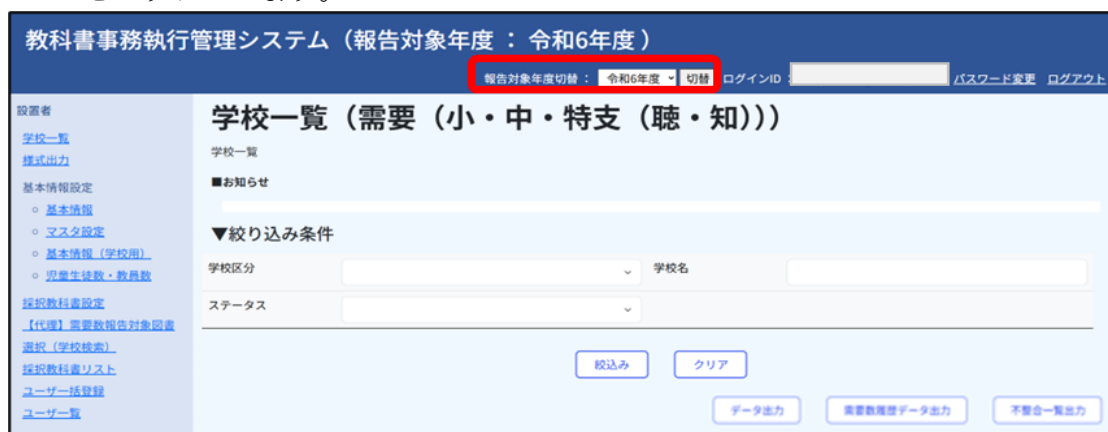 教科書事務執行管理システム（報告対象年度 ： 令和6年度 ）
報告対象年度切替 ： 令和6年度 切替 ログインID : パスワード変更 ログアウト
設置者
学校一覧
様式出力
基本情報設定
基本情報
マスタ設定
基本情報（学校用）
児童生徒数・教員数
採択教科書設定
【代理】需要数報告対象図書
選択（学校検索）
採択教科書リスト
ユーザー括登録
ユーザ一覧
学校一覧（需要（小・中・特支（聴・知）））
学校一覧
■お知らせ
▼絞り込み条件
学校区分 学校名
ステータス
絞込み クリア
データ出力 需要数履歴データ出力 不整合一覧出力